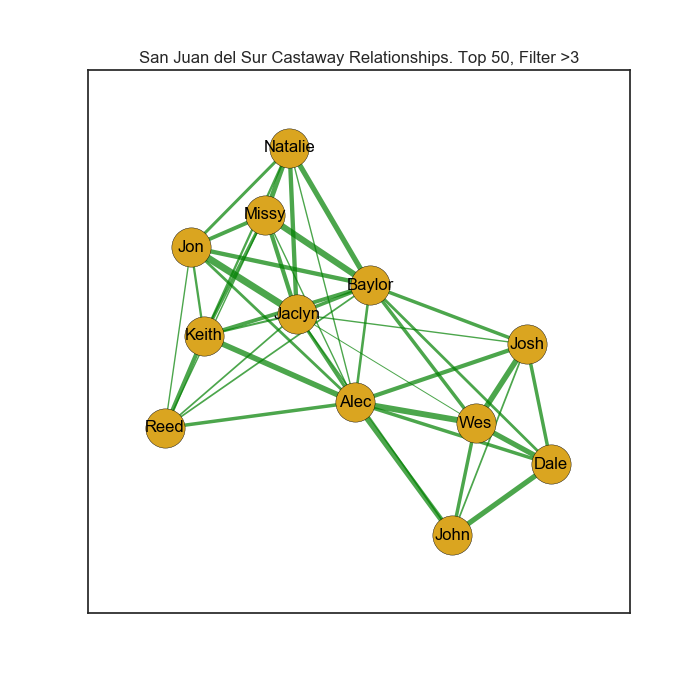 San Juan del Sur Castaway Relationships. Top 50, Filter >3
Natalie
Missy
Jon
Baylor
Jaclyn
Keith
Josh
Alec
Wes
Reed
Dale
John